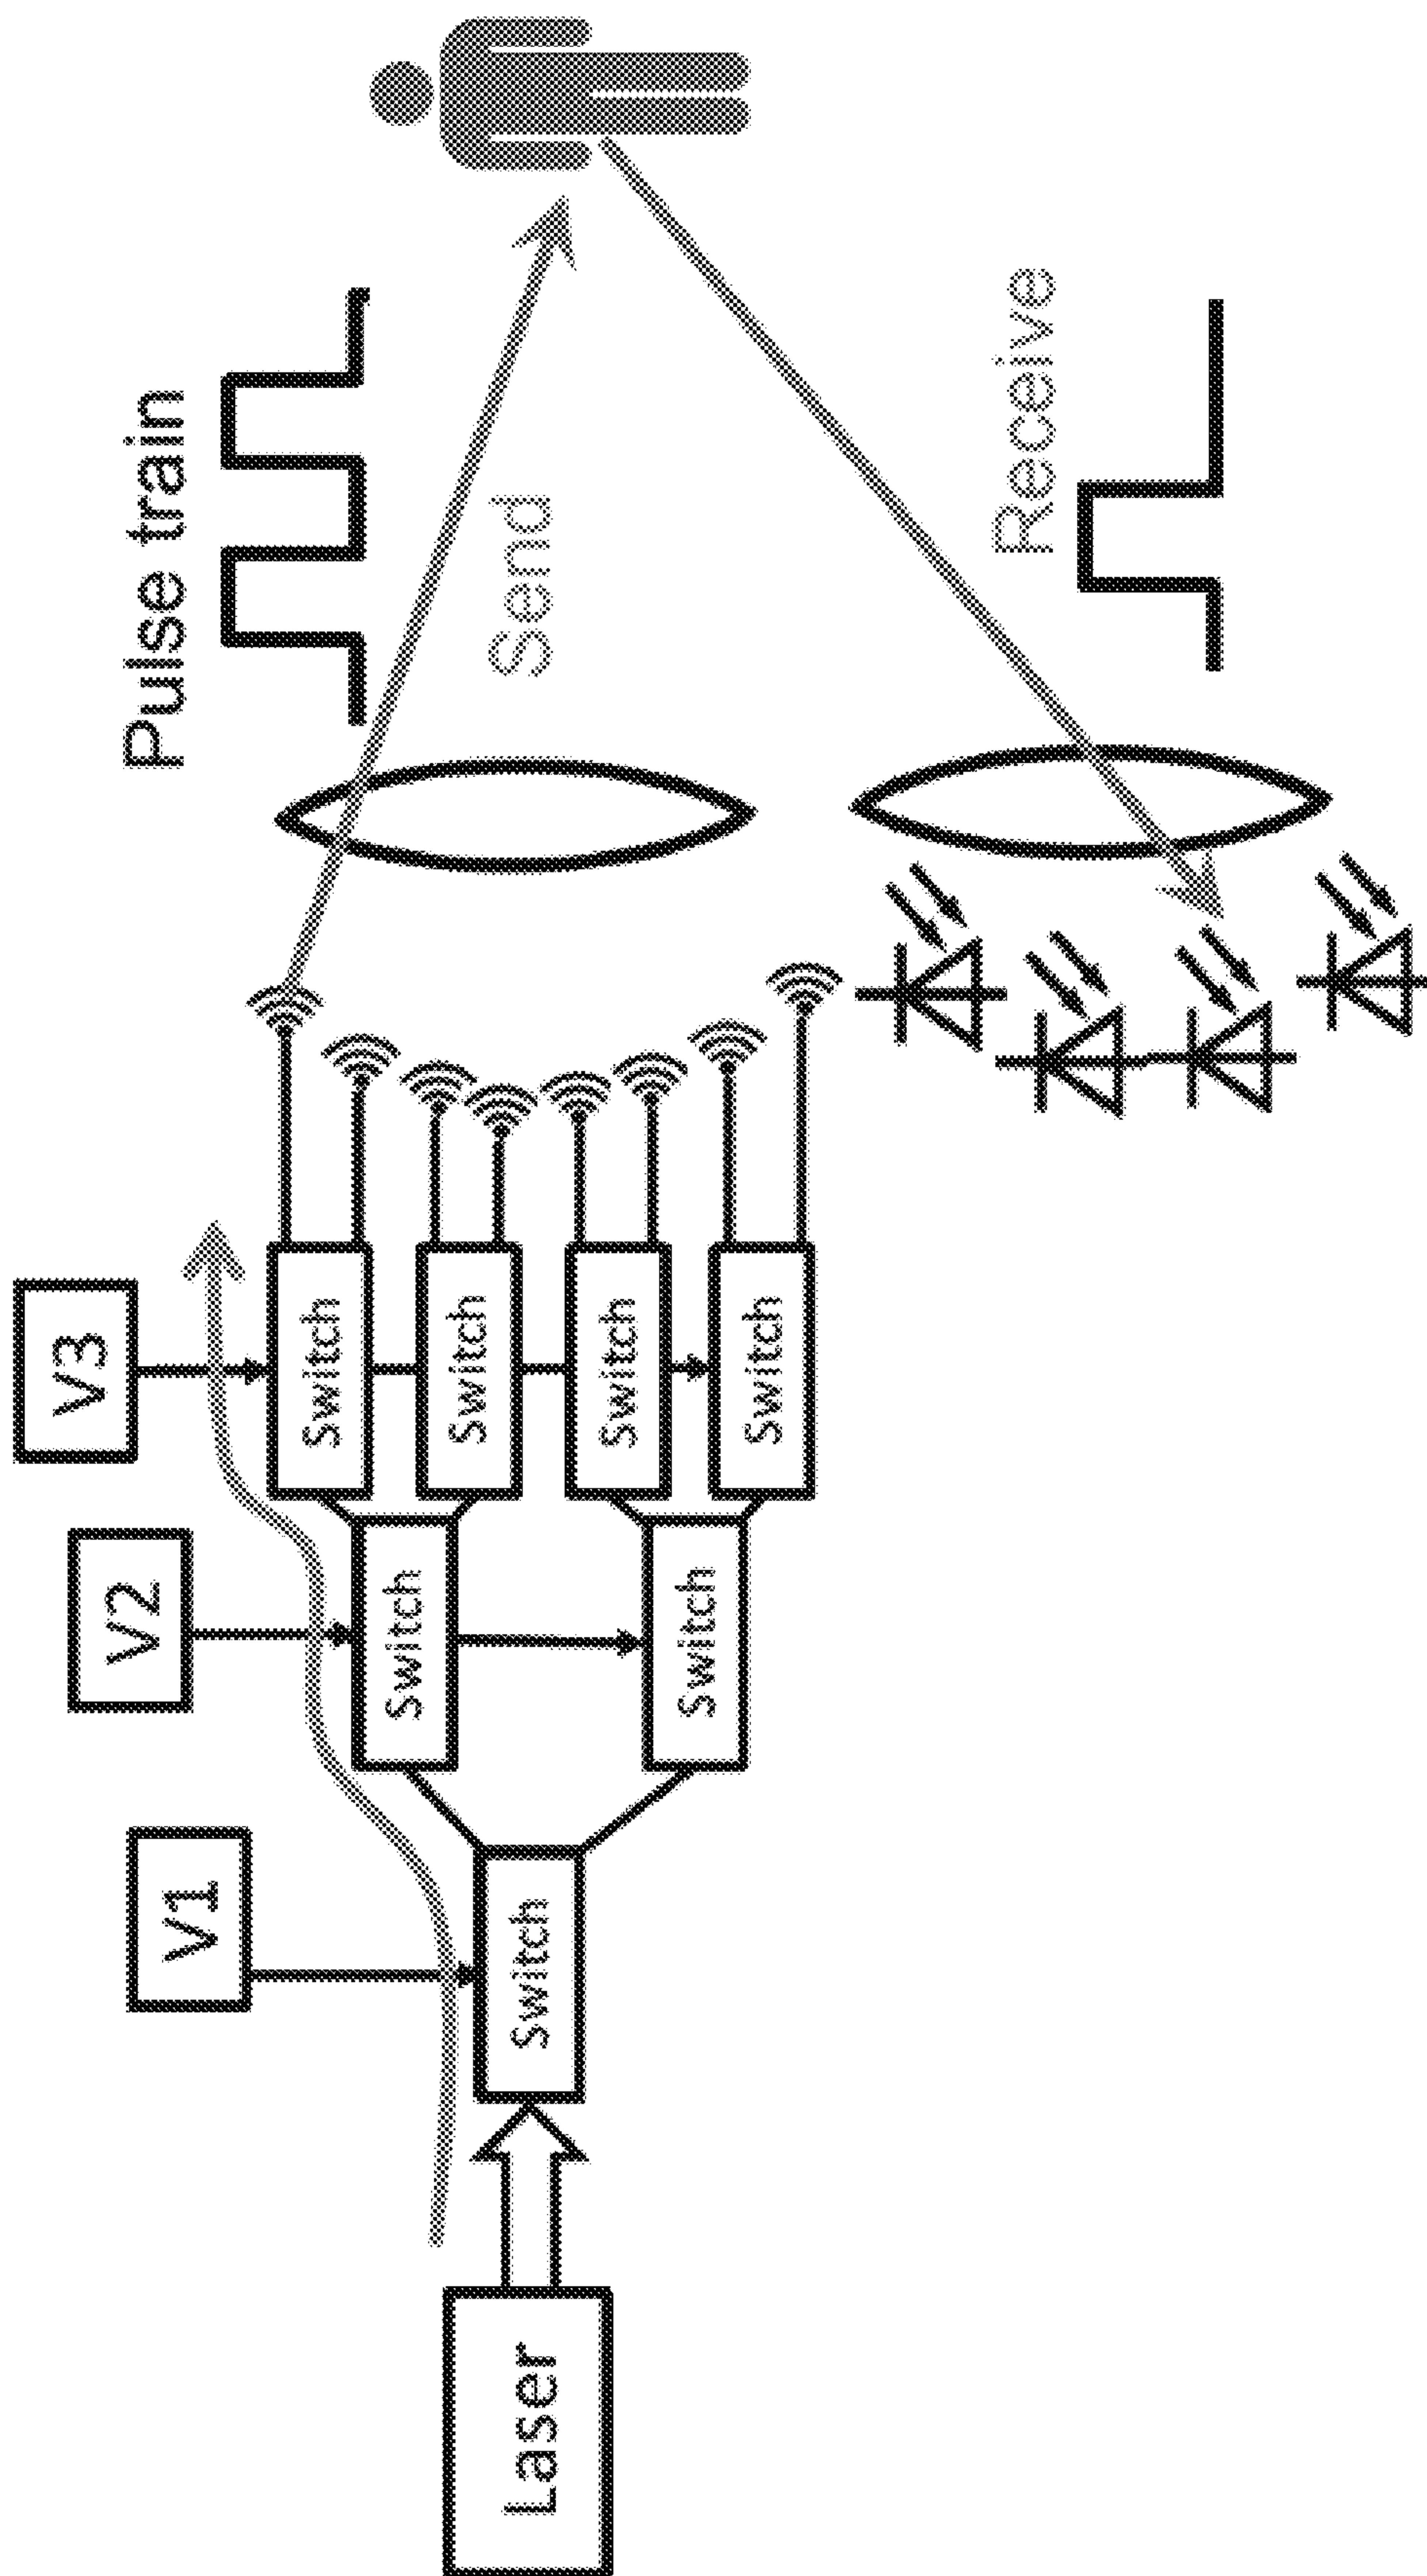 Laser
Switch
V1
Switch
Switch
V2
Switch
Switch
Switch
Switch
V3
Pulse train
Send
Receive